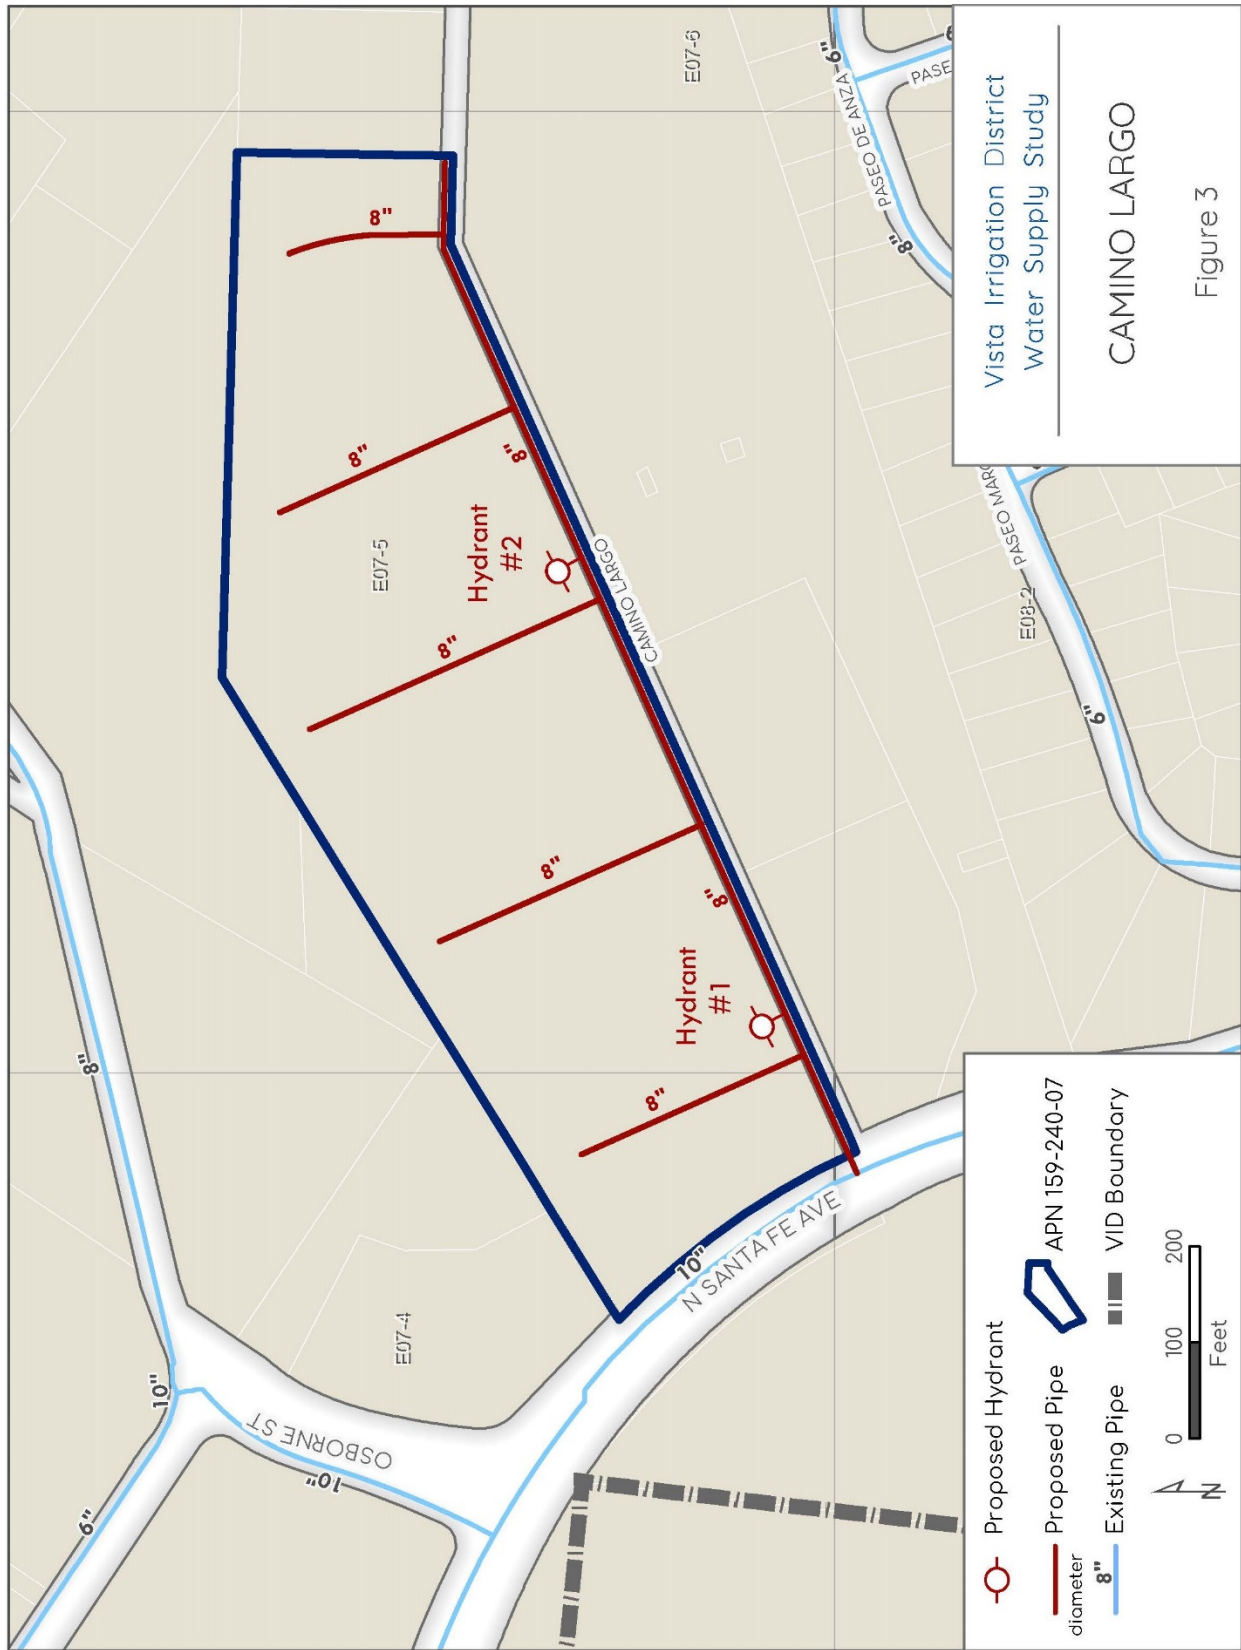 6"
10"
8"
OSBORNE ST
10"
E07-4
8"
E07-5
8"
8"
8"
8"
10"
N SANTA FE AVE
Hydrant
#1
8"
Hydrant
#2
8"
CAMINO LARGO
E07-6
6"
PASEO DE ANZA
8"
PASE
E08-2
PASEO MARG
6"
Proposed Hydrant
Proposed Pipe
diameter
8"
Existing Pipe
APN 159-240-07
VID Boundary
N
0 100 200
Feet
Vista Irrigation District
Water Supply Study
CAMINO LARGO
Figure 3